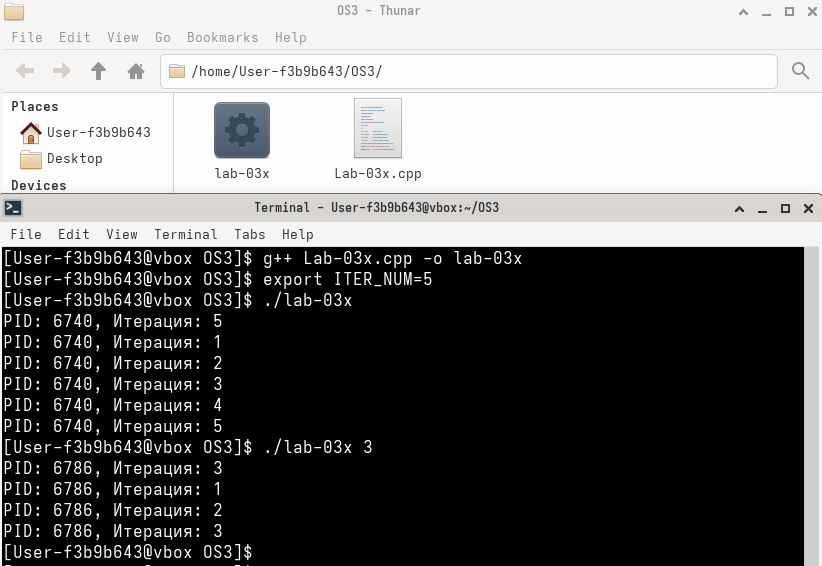 OS3 - Thunar
File Edit View Go Bookmarks Help
/home/User-f3b9b643/OS3/
Places
User-f3b9b643
Desktop
Devices
lab-03x
Lab-03x.cpp
Terminal - User-f3b9b643@vbox:~/OS3
File Edit View Terminal Tabs Help
[User-f3b9b643@vbox OS3]$ g++ Lab-03x.cpp -o lab-03x
[User-f3b9b643@vbox OS3]$ export ITER_NUM=5
[User-f3b9b643@vbox OS3]$ ./lab-03x
PID: 6740, Итерация: 5
PID: 6740, Итерация: 1
PID: 6740, Итерация: 2
PID: 6740, Итерация: 3
PID: 6740, Итерация: 4
PID: 6740, Итерация: 5
[User-f3b9b643@vbox OS3]$ ./lab-03x 3
PID: 6786, Итерация: 3
PID: 6786, Итерация: 1
PID: 6786, Итерация: 2
PID: 6786, Итерация: 3
[User-f3b9b643@vbox OS3]$